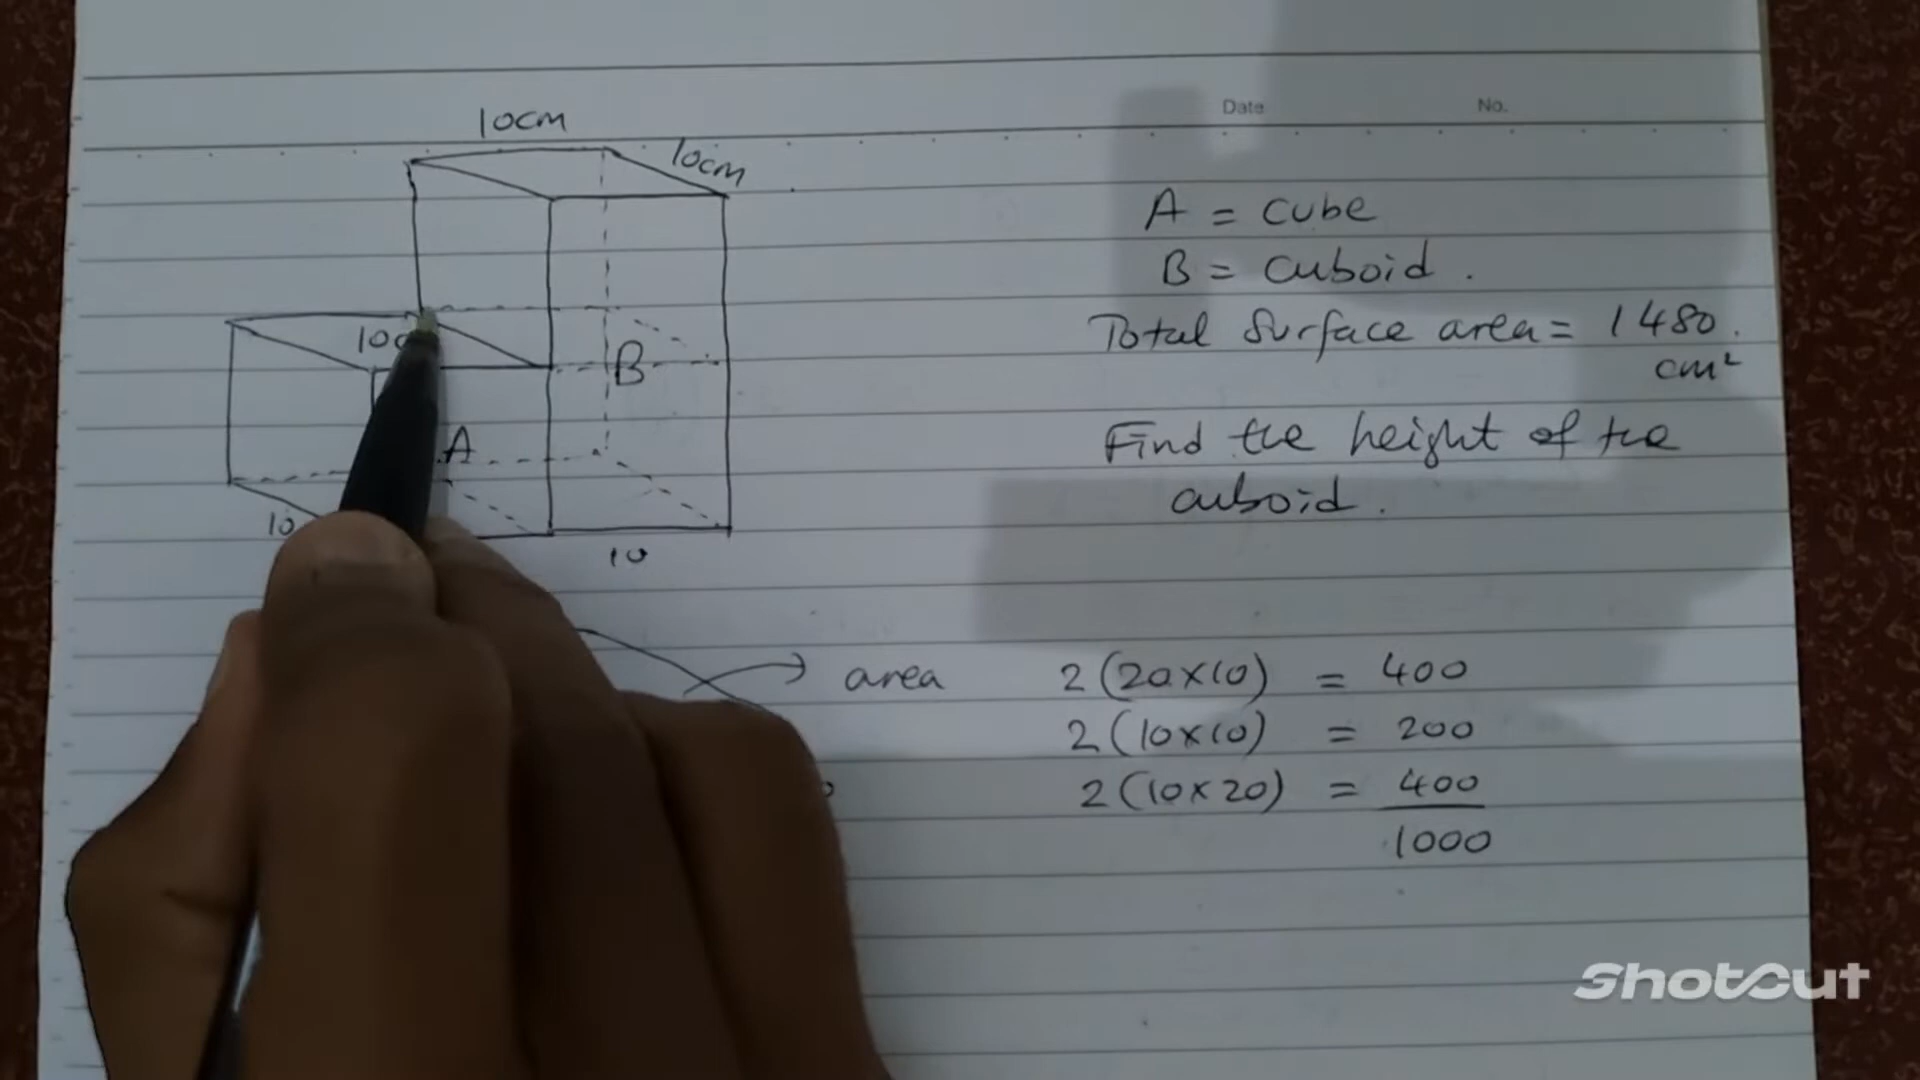 Date No.
10cm
10cm
A = cube
B = cuboid.
Total Surface area = 1480.
cm²
B
A
Find the height of the
cuboid.
10
10
area 2(20×10) = 400
2(10×10) = 200
2(10×20) = 400
1000
Shotcut